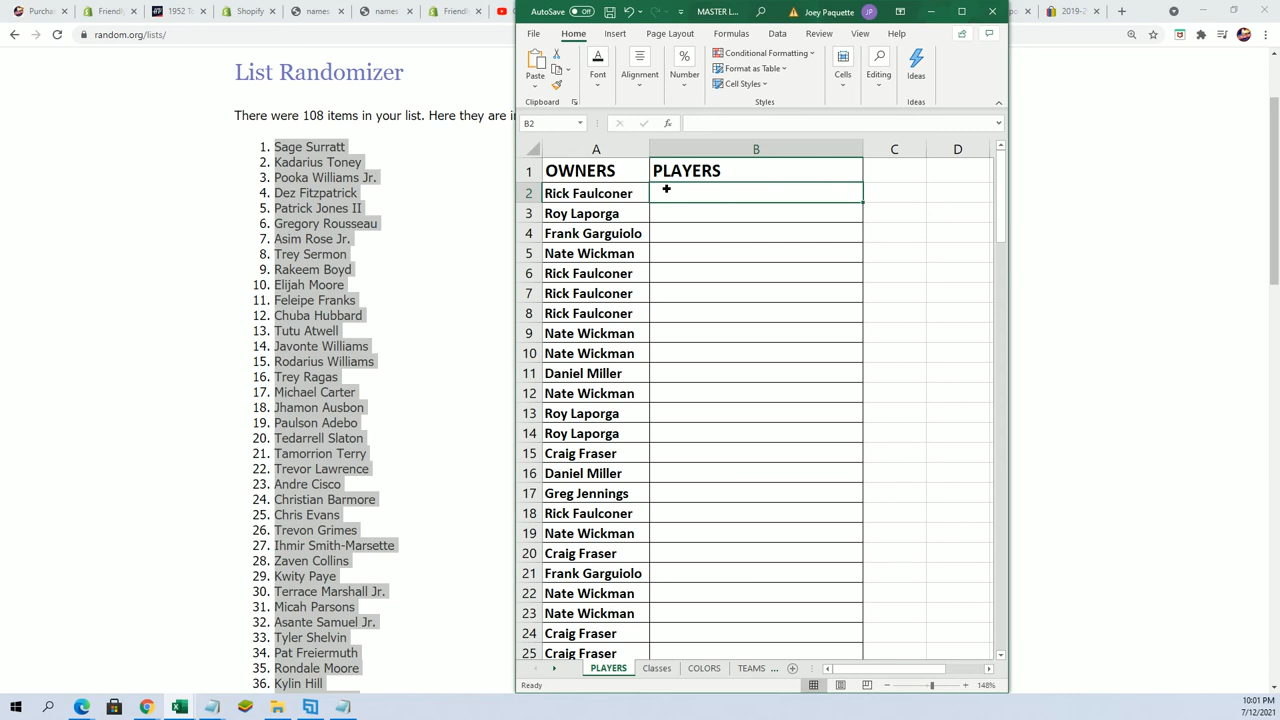 Purchas
Friendly
1952 To
Shopify
names
names
Friendl
2019-2
random.org/lists/
List Randomizer
There were 108 items in your list. Here they are i
1. Sage Surratt
2. Kadarius Toney
3. Pooka Williams Jr.
4. Dez Fitzpatrick
5. Patrick Jones II
6. Gregory Rousseau
7. Asim Rose Jr.
8. Trey Sermon
9. Rakeem Boyd
10. Elijah Moore
11. Feleipe Franks
12. Chuba Hubbard
13. Tutu Atwell
14. Javonte Williams
15. Rodarius Williams
16. Trey Ragas
17. Michael Carter
18. Jhamon Ausbon
19. Paulson Adebo
20. Tedarrell Slaton
21. Tamorrion Terry
22. Trevor Lawrence
23. Andre Cisco
24. Christian Barmore
25. Chris Evans
26. Trevon Grimes
27. Ihmir Smith-Marsette
28. Zaven Collins
29. Kwity Paye
30. Terrace Marshall Jr.
31. Micah Parsons
32. Asante Samuel Jr.
33. Tyler Shelvin
34. Pat Freiermuth
35. Rondale Moore
36. Kylin Hill
AutoSave Off MASTER L... Joey Paquette JP
File Home Insert Page Layout Formulas Data Review View Help
Paste
Font
Alignment
Number
Conditional Formatting
Format as Table
Cell Styles
Cells
Editing
Ideas
Clipboard Styles Ideas
B2 fx
A B C D
1 OWNERS PLAYERS
2 Rick Faulconer
3 Roy Laporga
4 Frank Garguiolo
5 Nate Wickman
6 Rick Faulconer
7 Rick Faulconer
8 Rick Faulconer
9 Nate Wickman
10 Nate Wickman
11 Daniel Miller
12 Nate Wickman
13 Roy Laporga
14 Roy Laporga
15 Craig Fraser
16 Daniel Miller
17 Greg Jennings
18 Rick Faulconer
19 Nate Wickman
20 Craig Fraser
21 Frank Garguiolo
22 Nate Wickman
23 Nate Wickman
24 Craig Fraser
25 Craig Fraser
PLAYERS Classes COLORS TEAMS ...
Ready 148%
10:01 PM
7/12/2021